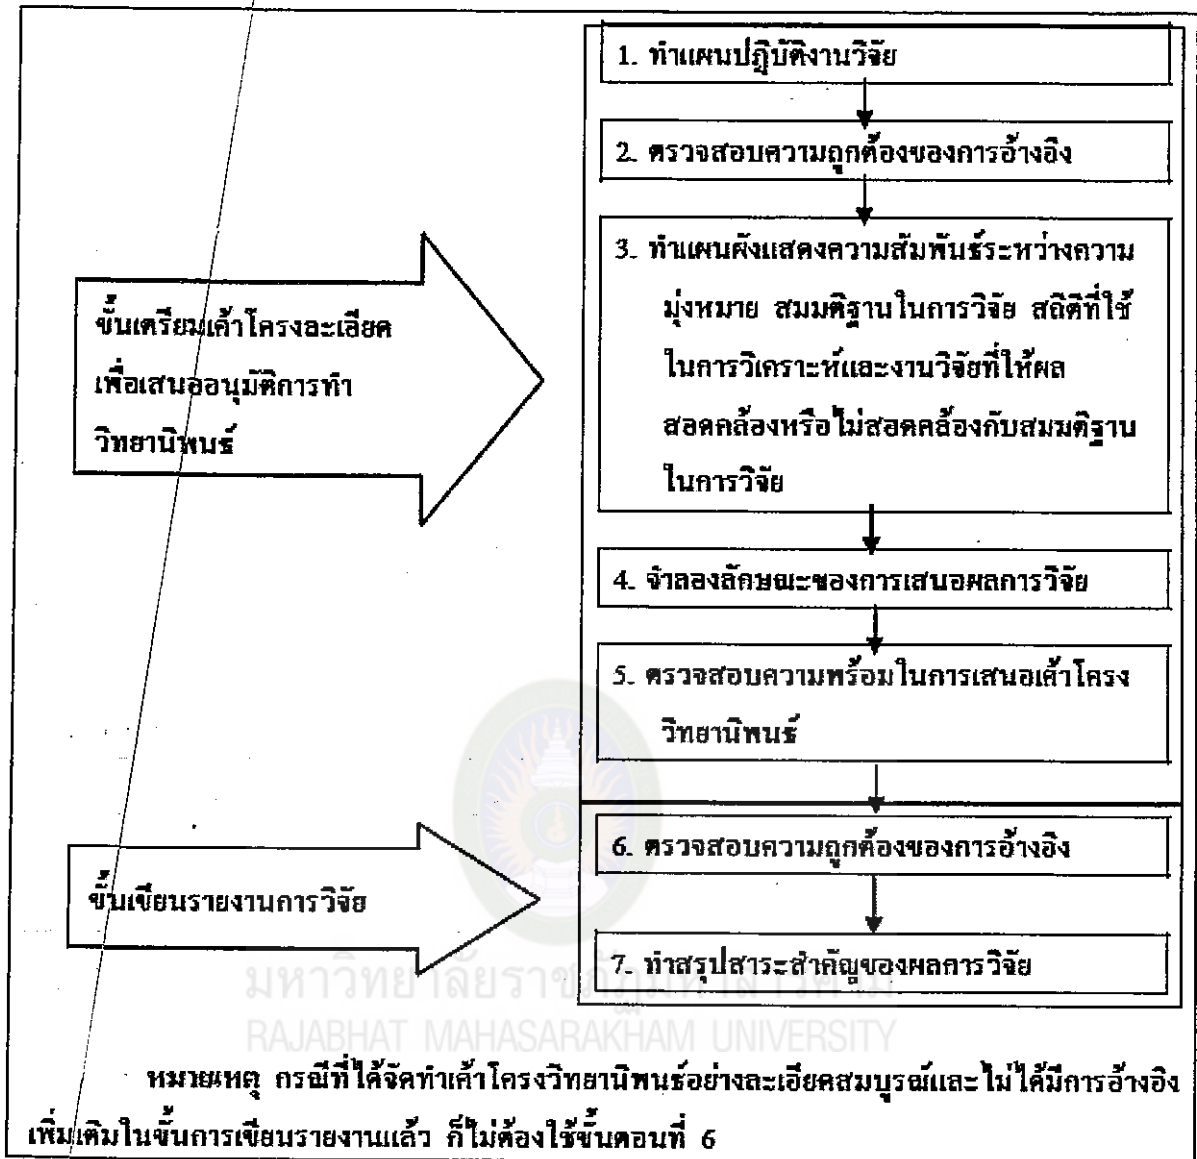 1. ทำแผนปฏิบัติงานวิจัย
2. ตรวจสอบความถูกต้องของการอ้างอิง
3. ทำแผนผังแสดงความสัมพันธ์ระหว่างความ
มุ่งหมาย สมมติฐานในการวิจัย สถิติที่ใช้
ในการวิเคราะห์และงานวิจัยที่ให้ผล
สอดคล้องหรือไม่สอดคล้องกับสมมติฐาน
ในการวิจัย
ขั้นเตรียมเค้าโครงละเอียด
เพื่อเสนออนุมัติการทำ
วิทยานิพนธ์
4. จำลองลักษณะของการเสนอผลการวิจัย
5. ตรวจสอบความพร้อมในการเสนอเค้าโครง
วิทยานิพนธ์
6. ตรวจสอบความถูกต้องของการอ้างอิง
ขั้นเขียนรายงานการวิจัย
7. ทำสรุปสาระสำคัญของผลการวิจัย
มหาวิทยาลัยราชภัฏมหาสารคาม
RAJABHAT MAHASARAKHAM UNIVERSITY
หมายเหตุ กรณีที่ได้จัดทำเค้าโครงวิทยานิพนธ์อย่างละเอียดสมบูรณ์และไม่ได้มีการอ้างอิง
เพิ่มเติมในขั้นการเขียนรายงานแล้ว ก็ไม่ต้องใช้ขั้นตอนที่ 6